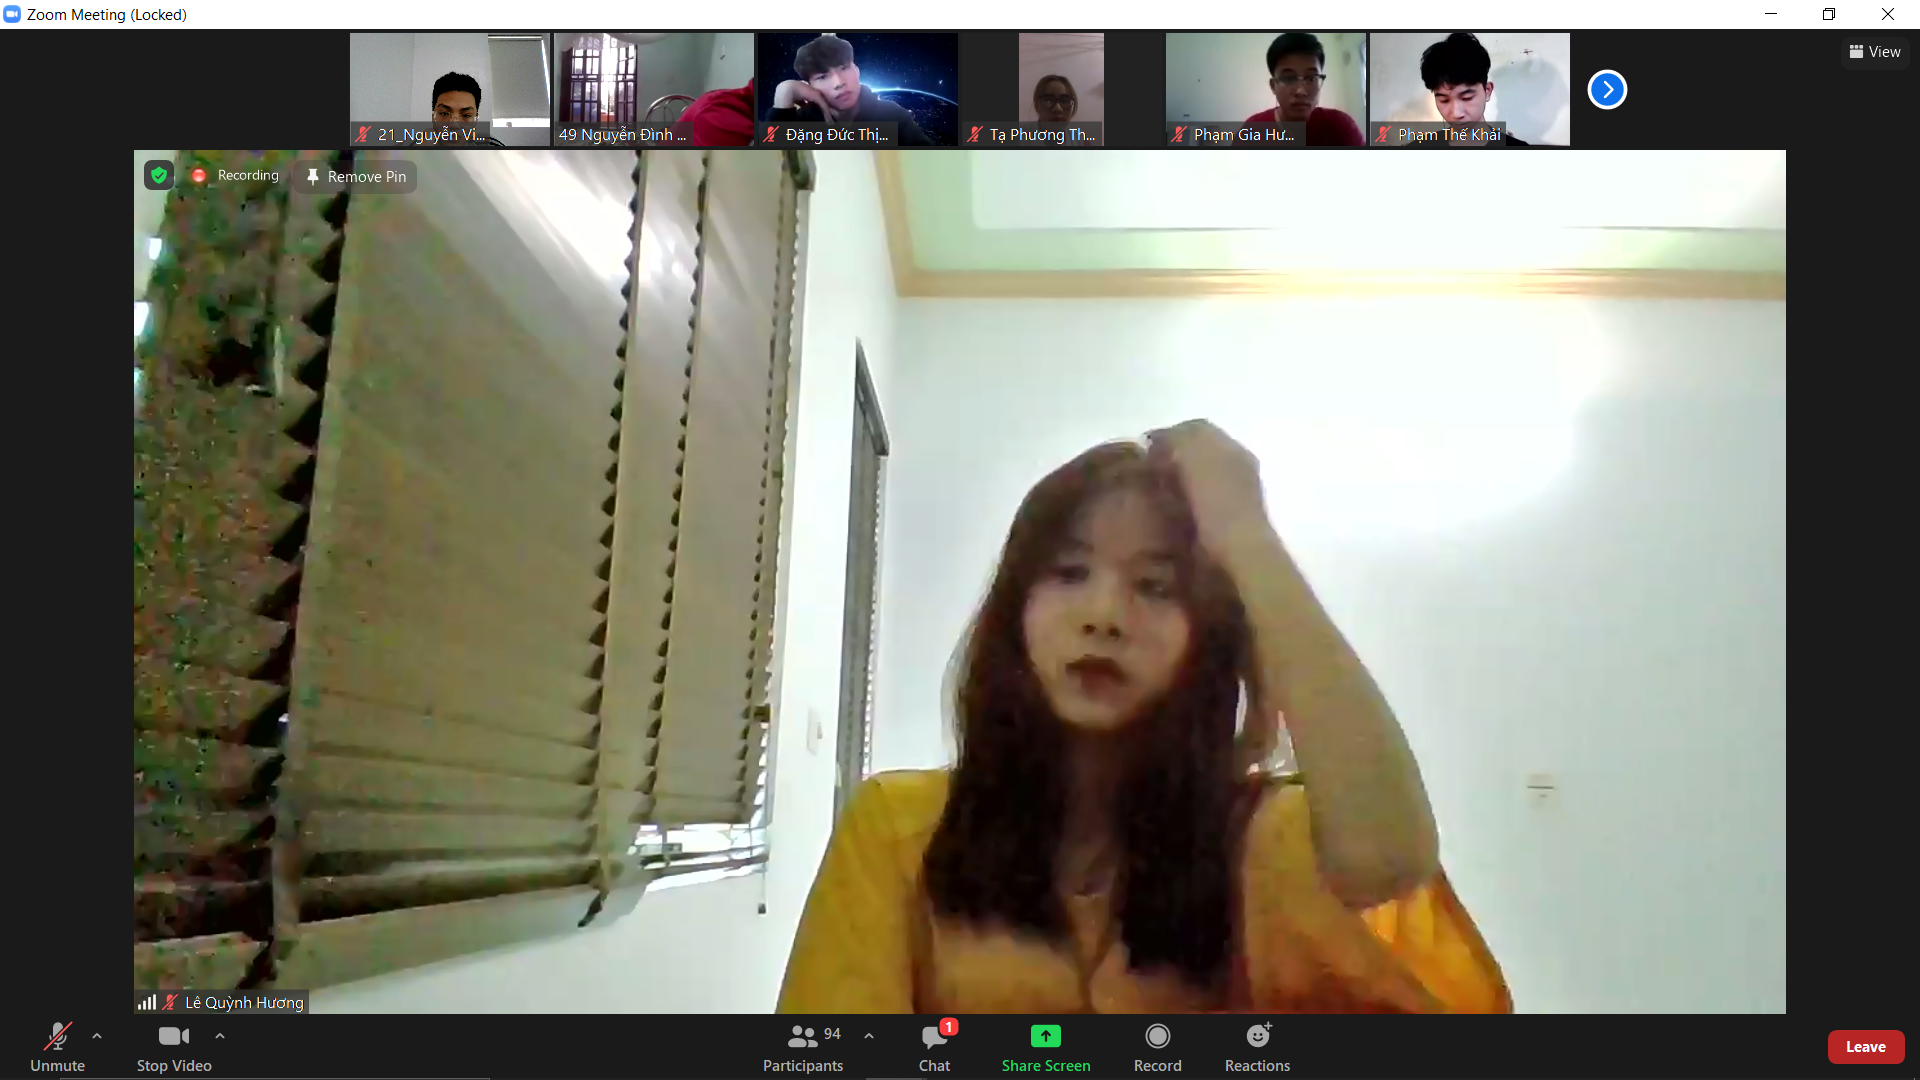 Zoom Meeting (Locked)
View
21_Nguyễn Vi...
49 Nguyễn Đình ...
Đặng Đức Thị...
Tạ Phương Th...
Phạm Gia Hư...
Phạm Thế Khải
Recording
Remove Pin
Lê Quỳnh Hương
Unmute
Stop Video
94
Participants
1
Chat
Share Screen
Record
Reactions
Leave